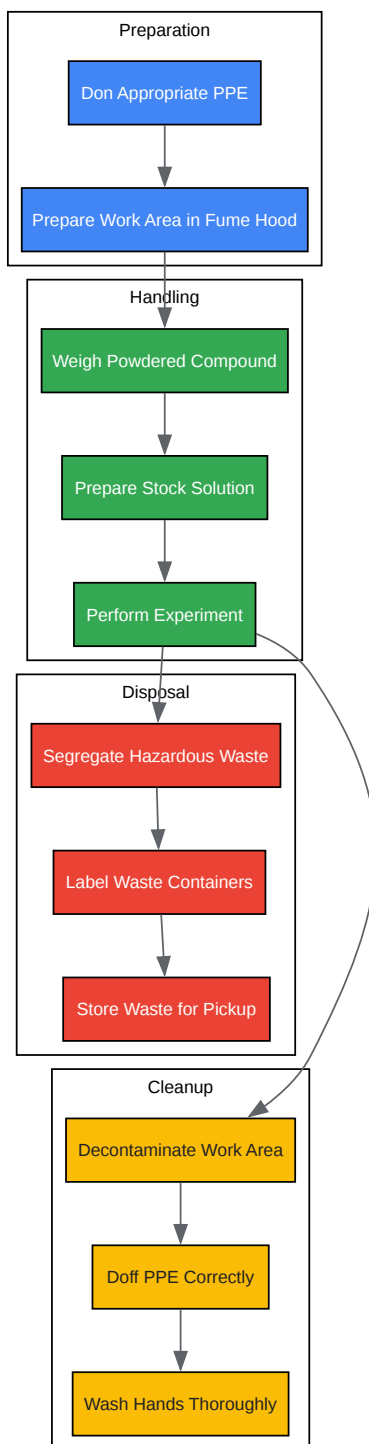 Preparation
Don Appropriate PPE
Prepare Work Area in Fume Hood
Handling
Weigh Powdered Compound
Prepare Stock Solution
Perform Experiment
Disposal
Segregate Hazardous Waste
Label Waste Containers
Store Waste for Pickup
Cleanup
Decontaminate Work Area
Doff PPE Correctly
Wash Hands Thoroughly